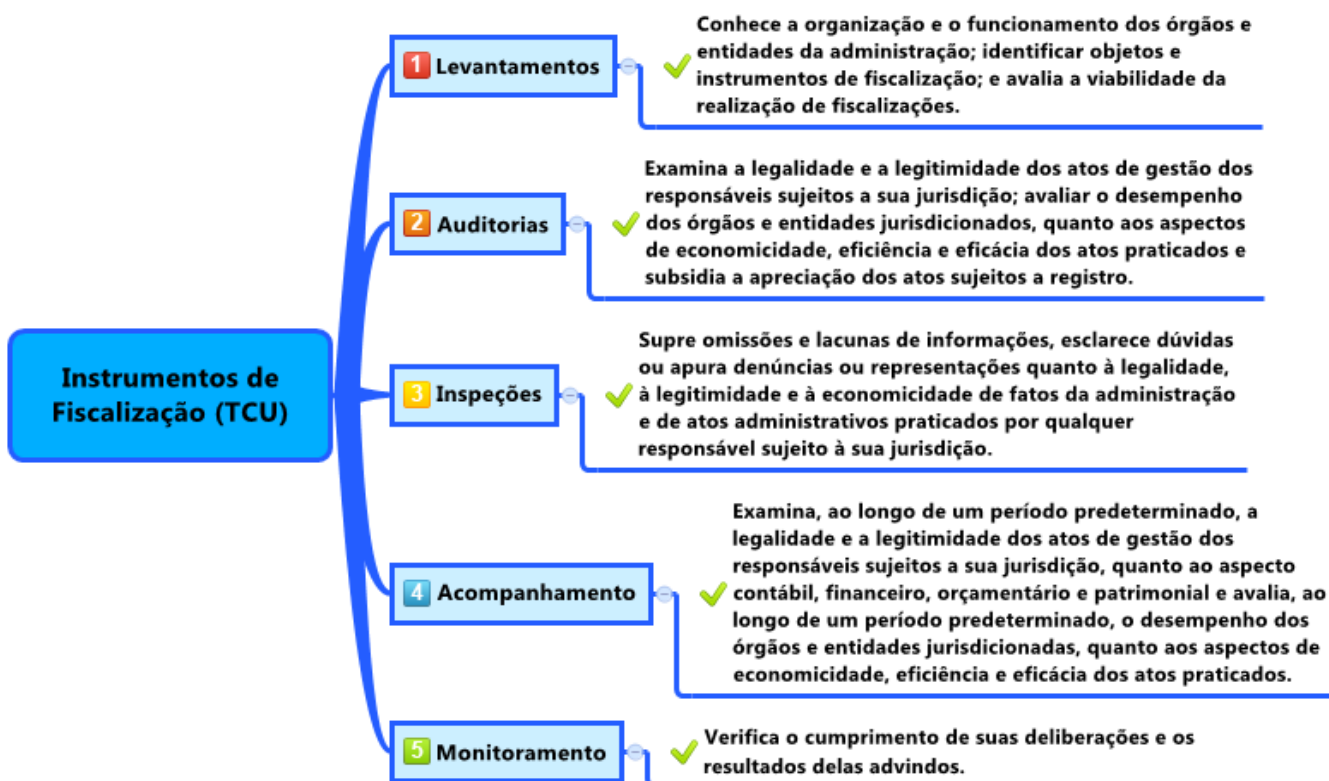 Instrumentos de
Fiscalização (TCU)
1 Levantamentos
Conhece a organização e o funcionamento dos órgãos e
entidades da administração; identificar objetos e
instrumentos de fiscalização; e avalia a viabilidade da
realização de fiscalizações.
2 Auditorias
Examina a legalidade e a legitimidade dos atos de gestão dos
responsáveis sujeitos a sua jurisdição; avaliar o desempenho
dos órgãos e entidades jurisdicionados, quanto aos aspectos
de economicidade, eficiência e eficácia dos atos praticados e
subsidia a apreciação dos atos sujeitos a registro.
3 Inspeções
Supre omissões e lacunas de informações, esclarece dúvidas
ou apura denúncias ou representações quanto à legalidade,
à legitimidade e à economicidade de fatos da administração
e de atos administrativos praticados por qualquer
responsável sujeito à sua jurisdição.
4 Acompanhamento
Examina, ao longo de um período predeterminado, a
legalidade e a legitimidade dos atos de gestão dos
responsáveis sujeitos a sua jurisdição, quanto ao aspecto
contábil, financeiro, orçamentário e patrimonial e avalia, ao
longo de um período predeterminado, o desempenho dos
órgãos e entidades jurisdicionadas, quanto aos aspectos de
economicidade, eficiência e eficácia dos atos praticados.
5 Monitoramento
Verifica o cumprimento de suas deliberações e os
resultados delas advindos.